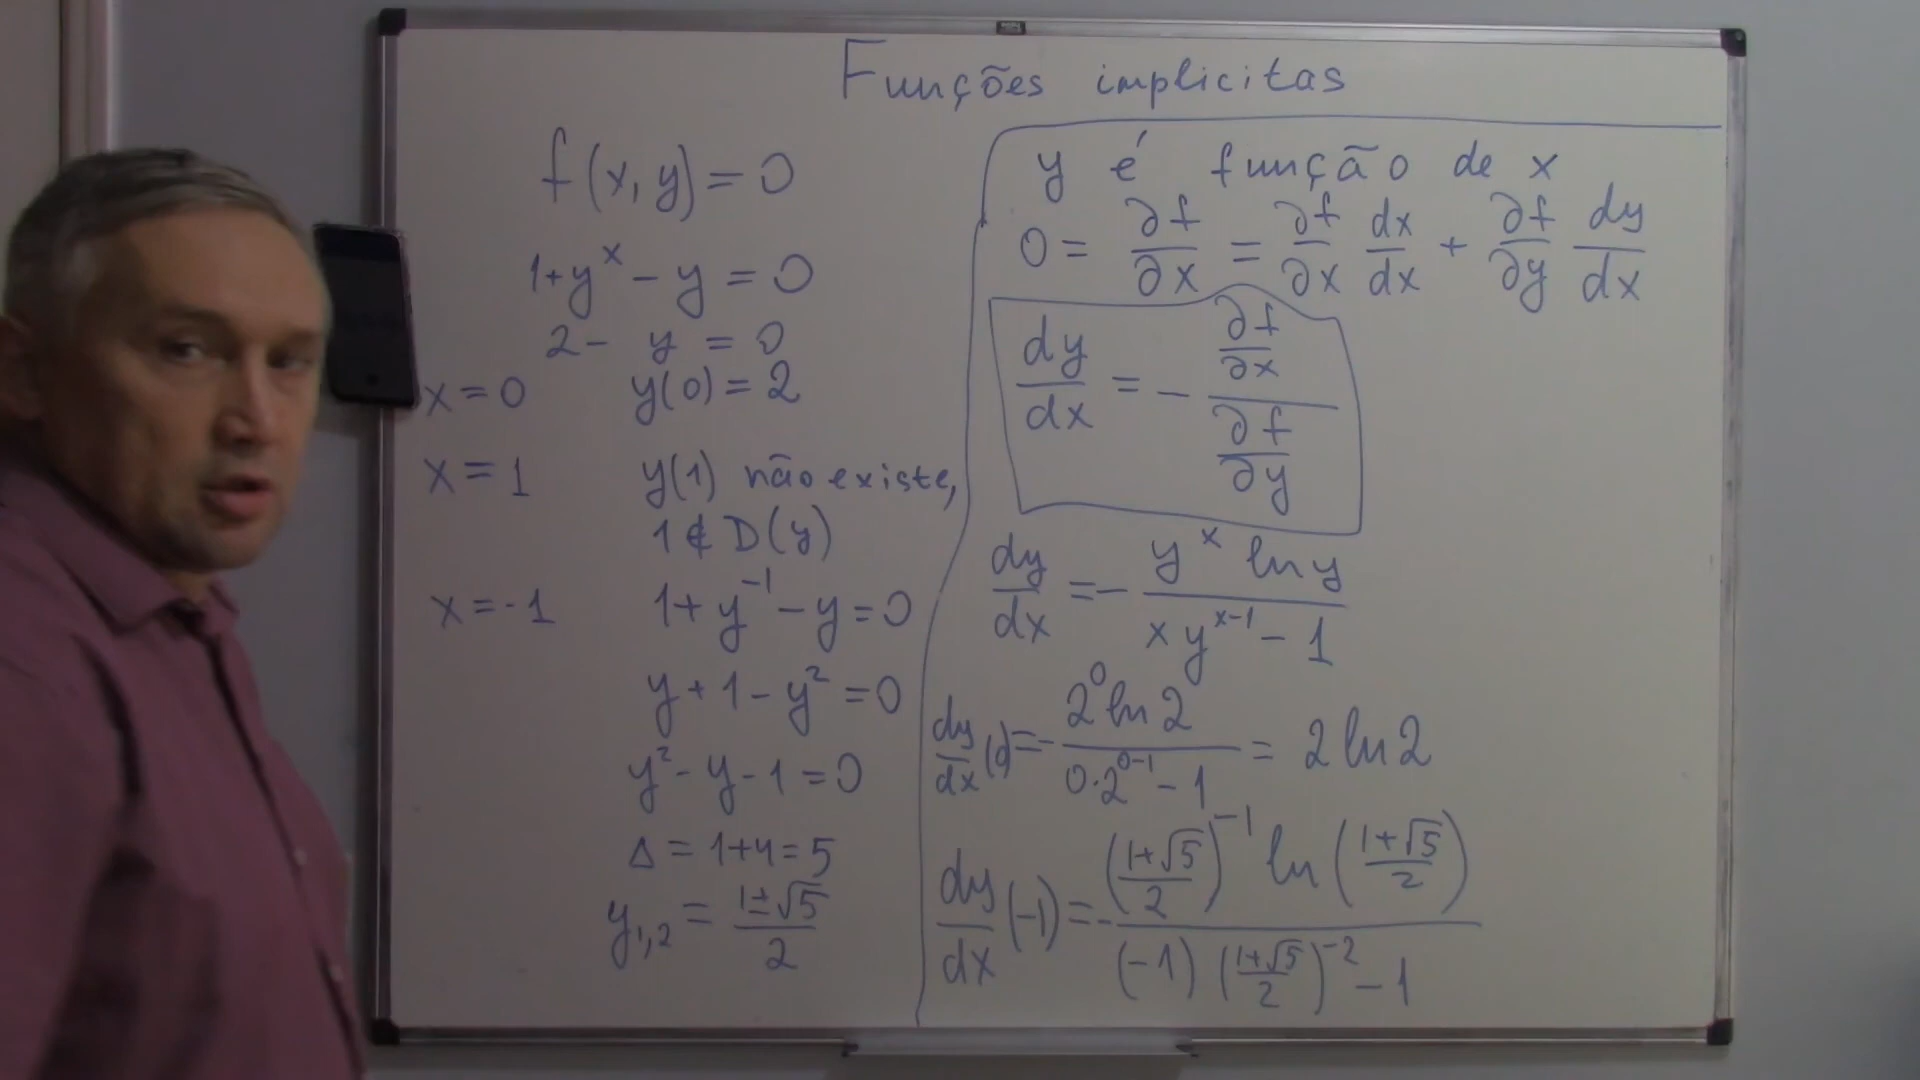 Funções implicitas
f(x, y) = 0
1 + y^x - y = 0
2 - y = 0
x = 0 y(0) = 2
x = 1 y(1) não existe,
1 ∉ D(y)
x = -1 1 + y^-1 - y = 0
y + 1 - y² = 0
y² - y - 1 = 0
Δ = 1+4 = 5
y_1,2 = (1±√5)/2
y é função de x
0 = ∂f/∂x = ∂f/∂x dx/dx + ∂f/∂y dy/dx
dy/dx = - (∂f/∂x)/(∂f/∂y)
dy/dx = - (y^x ln y)/(x y^(x-1) - 1)
dy/dx (0) = - (2^0 ln 2)/(0·2^(0-1) - 1) = 2 ln 2
dy/dx (-1) = - (((1+√5)/2)^-1 ln((1+√5)/2))/((-1) ((1+√5)/2)^-2 - 1)